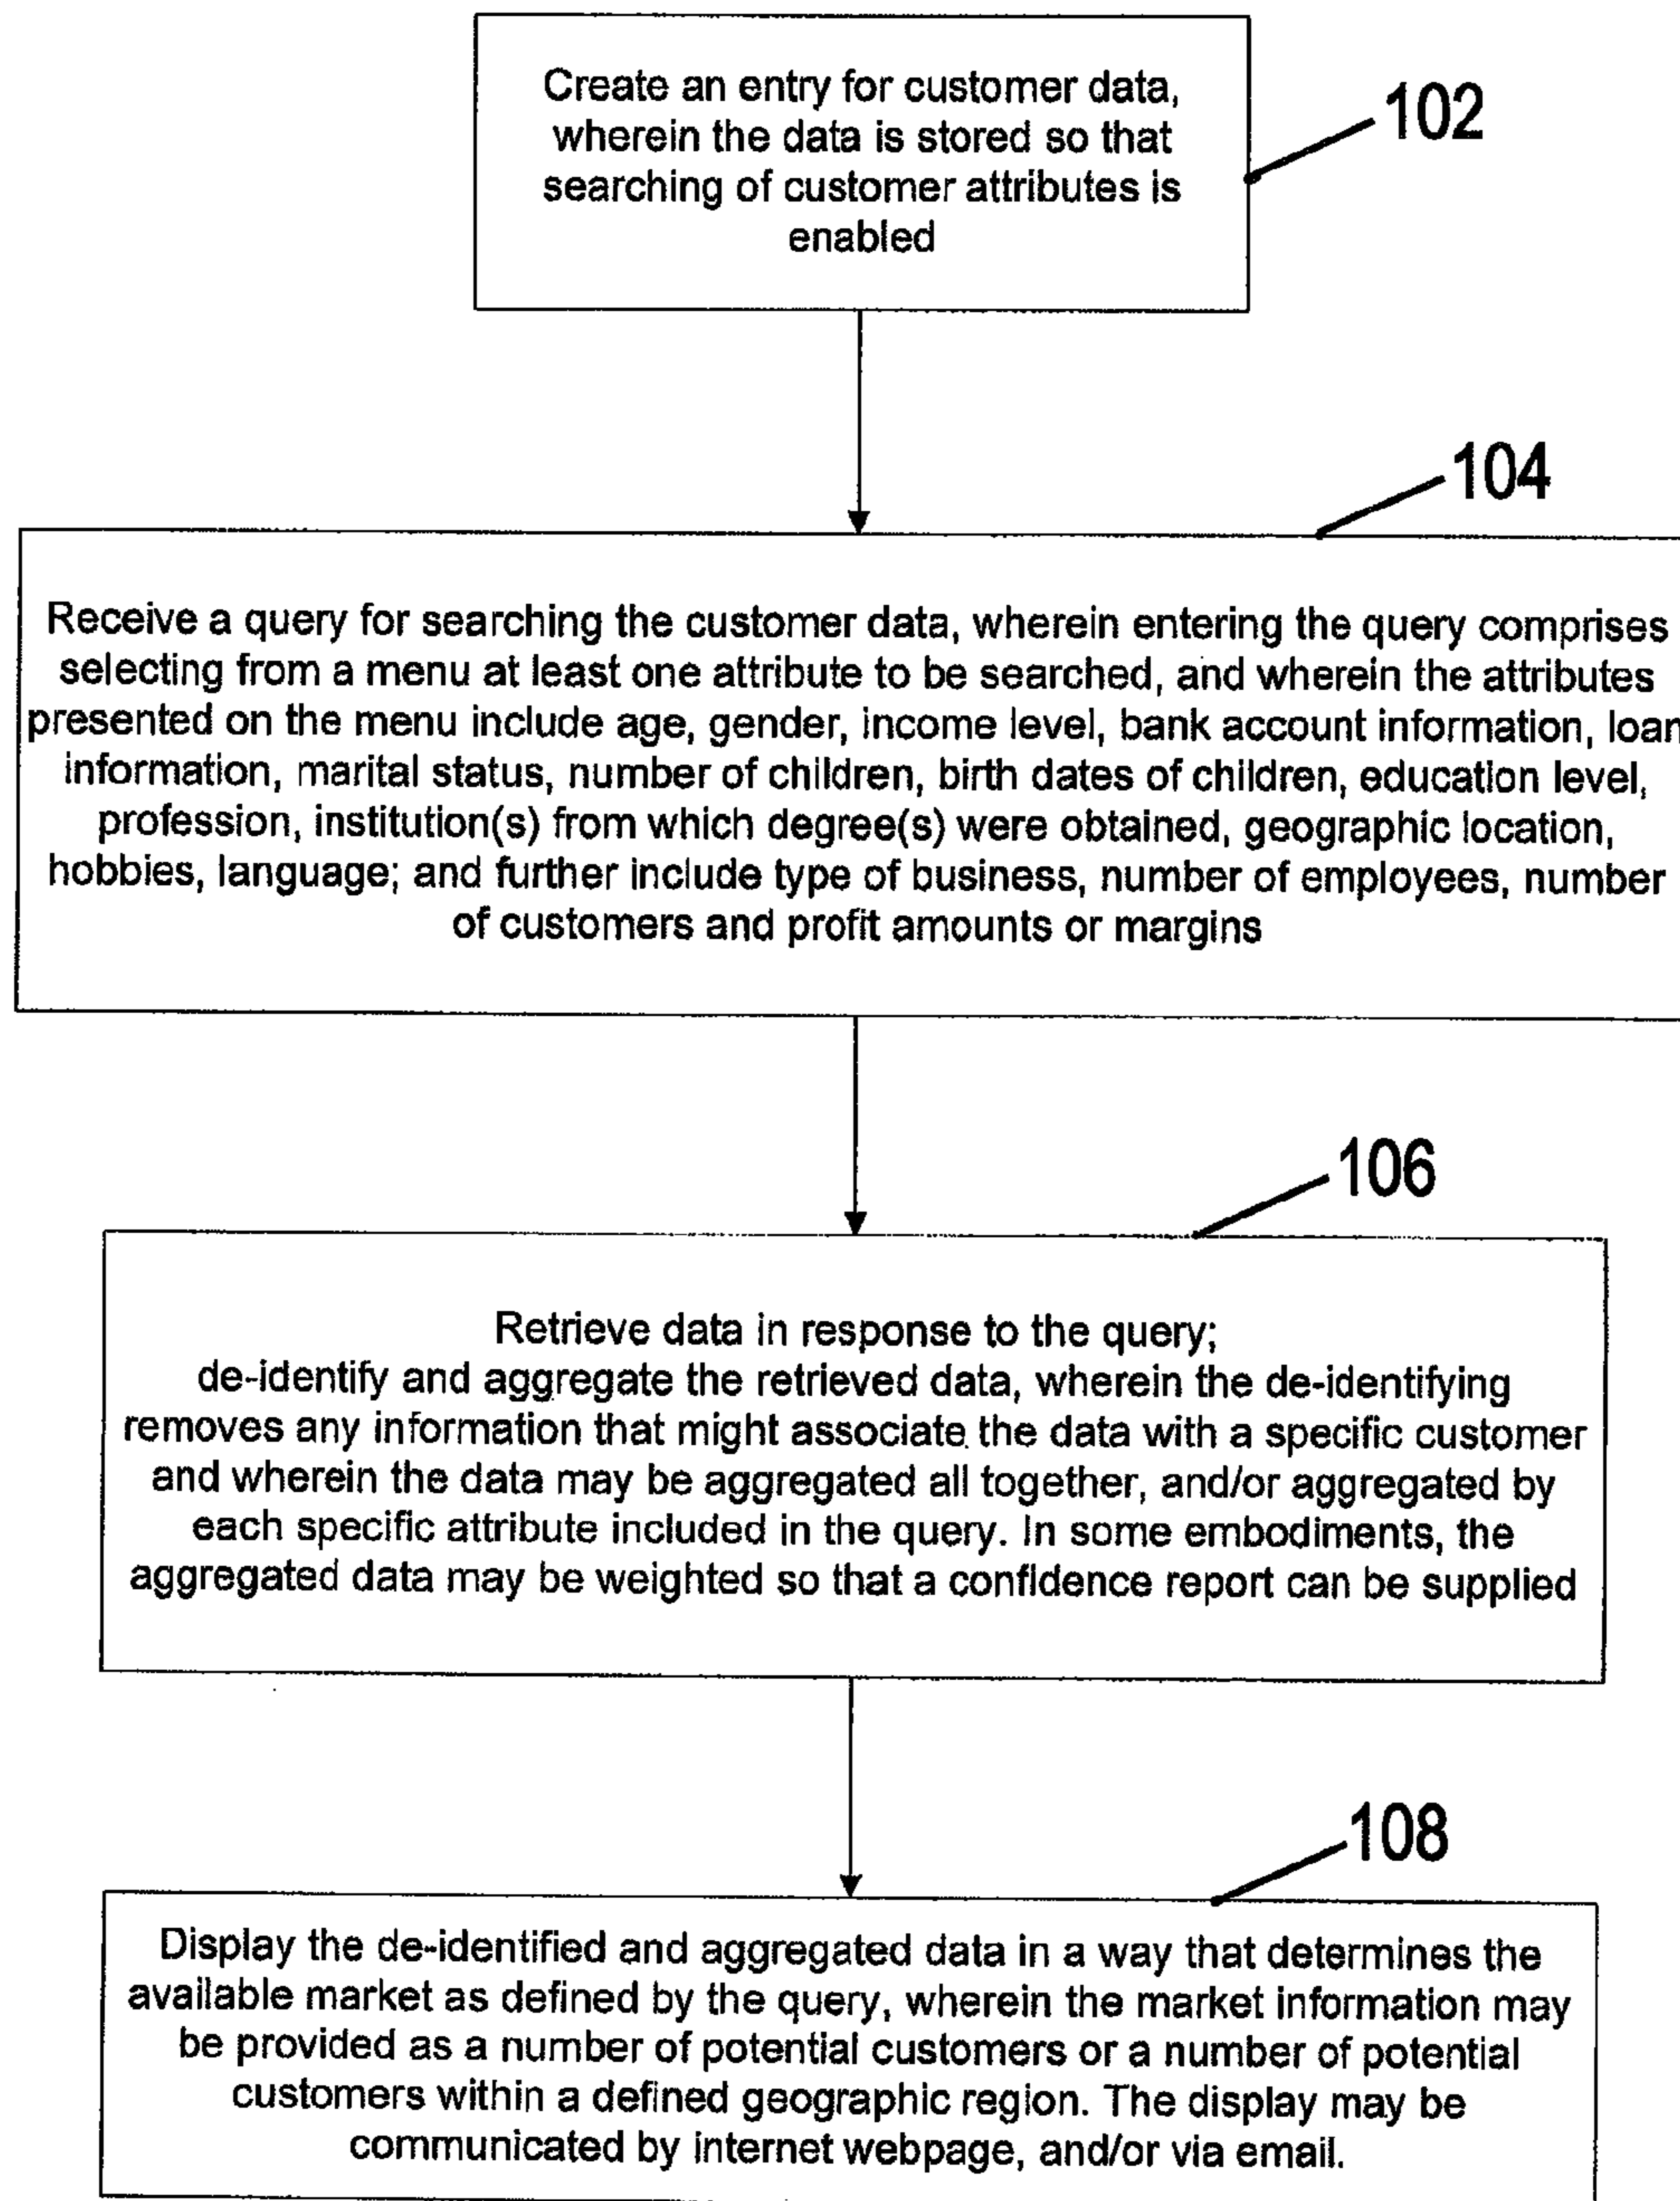 Create an entry for customer data,
wherein the data is stored so that
searching of customer attributes is
enabled
102
104
Receive a query for searching the customer data, wherein entering the query comprises
selecting from a menu at least one attribute to be searched, and wherein the attributes
presented on the menu include age, gender, income level, bank account information, loan
information, marital status, number of children, birth dates of children, education level,
profession, institution(s) from which degree(s) were obtained, geographic location,
hobbies, language; and further include type of business, number of employees, number
of customers and profit amounts or margins
106
Retrieve data in response to the query;
de-identify and aggregate the retrieved data, wherein the de-identifying
removes any information that might associate the data with a specific customer
and wherein the data may be aggregated all together, and/or aggregated by
each specific attribute included in the query. In some embodiments, the
aggregated data may be weighted so that a confidence report can be supplied
108
Display the de-identified and aggregated data in a way that determines the
available market as defined by the query, wherein the market information may
be provided as a number of potential customers or a number of potential
customers within a defined geographic region. The display may be
communicated by internet webpage, and/or via email.